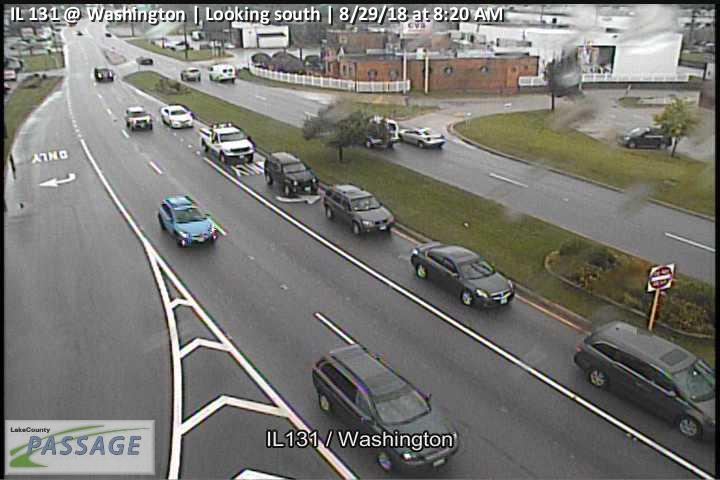 IL 131 @ Washington | Looking south | 8/29/18 at 8:20 AM
ONLY
LakeCounty
PASSAGE
IL131 / Washington